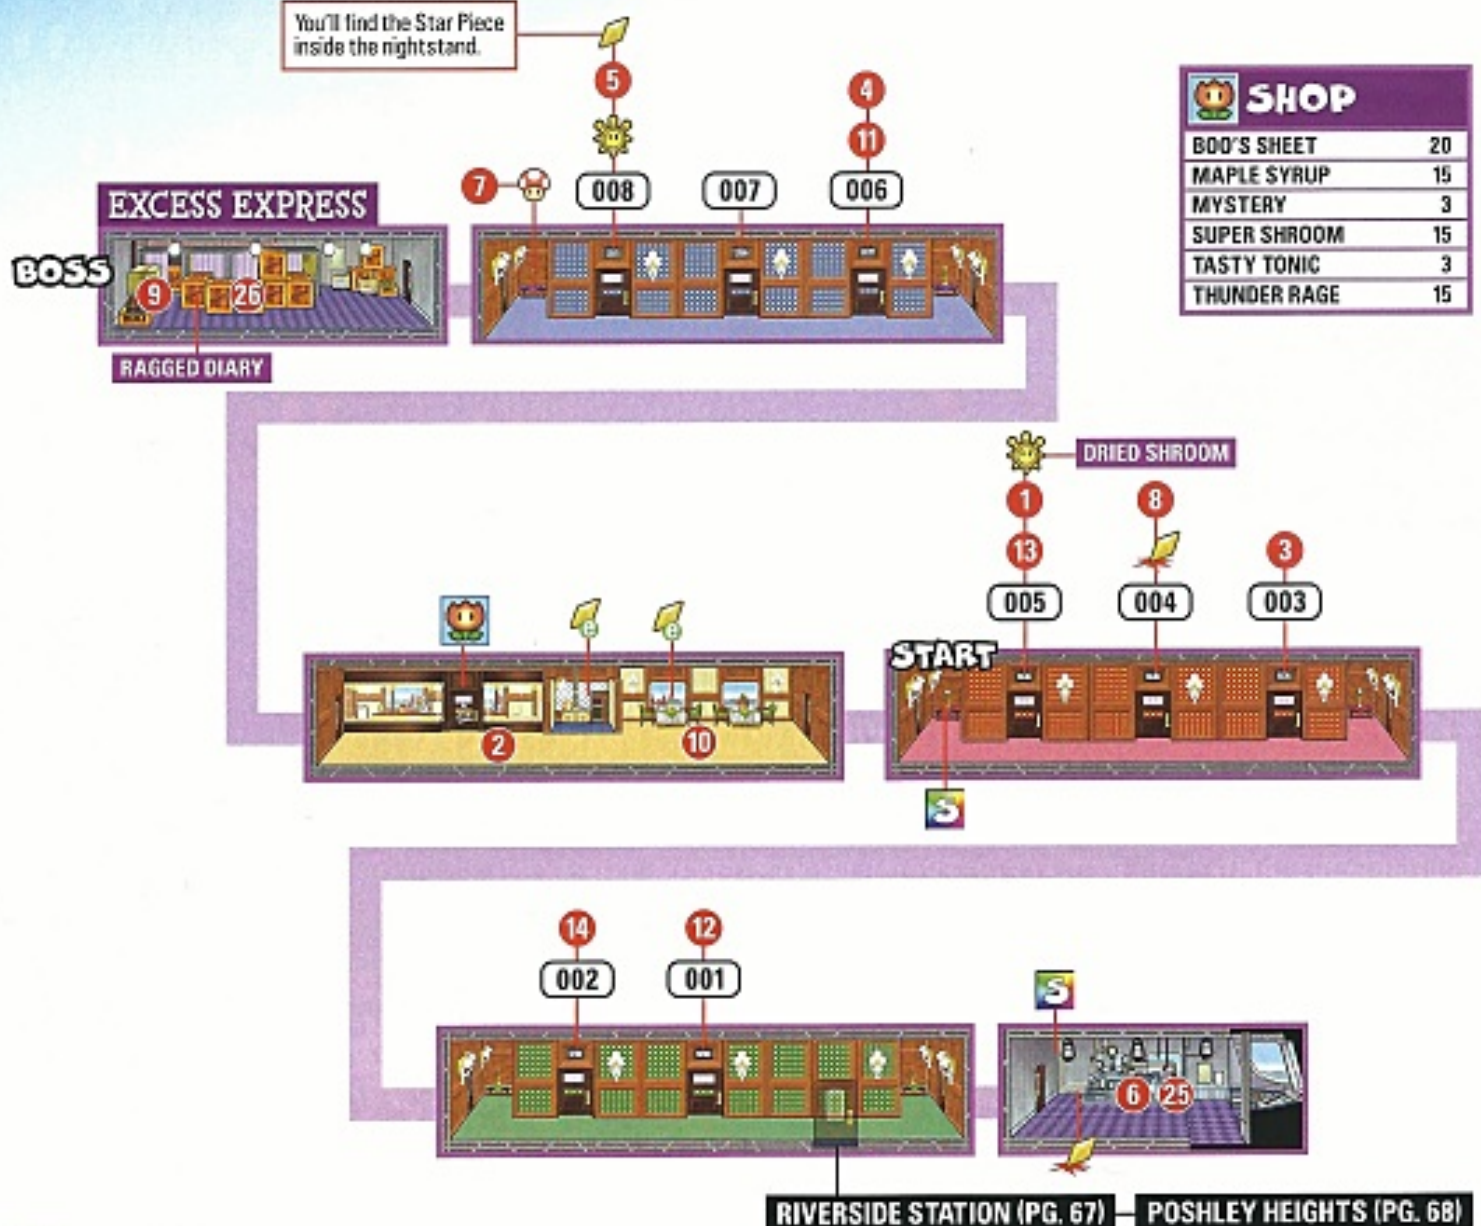 You'll find the Star Piece
inside the nightstand.
5
4
11
7
008
007
006
SHOP
BOO'S SHEET 20
MAPLE SYRUP 15
MYSTERY 3
SUPER SHROOM 15
TASTY TONIC 3
THUNDER RAGE 15
EXCESS EXPRESS
BOSS
9
26
RAGGED DIARY
DRIED SHROOM
1
8
13
3
005
004
003
e
e
START
2
10
S
14
12
002
001
S
6
25
RIVERSIDE STATION (PG. 67)
POSHLEY HEIGHTS (PG. 68)